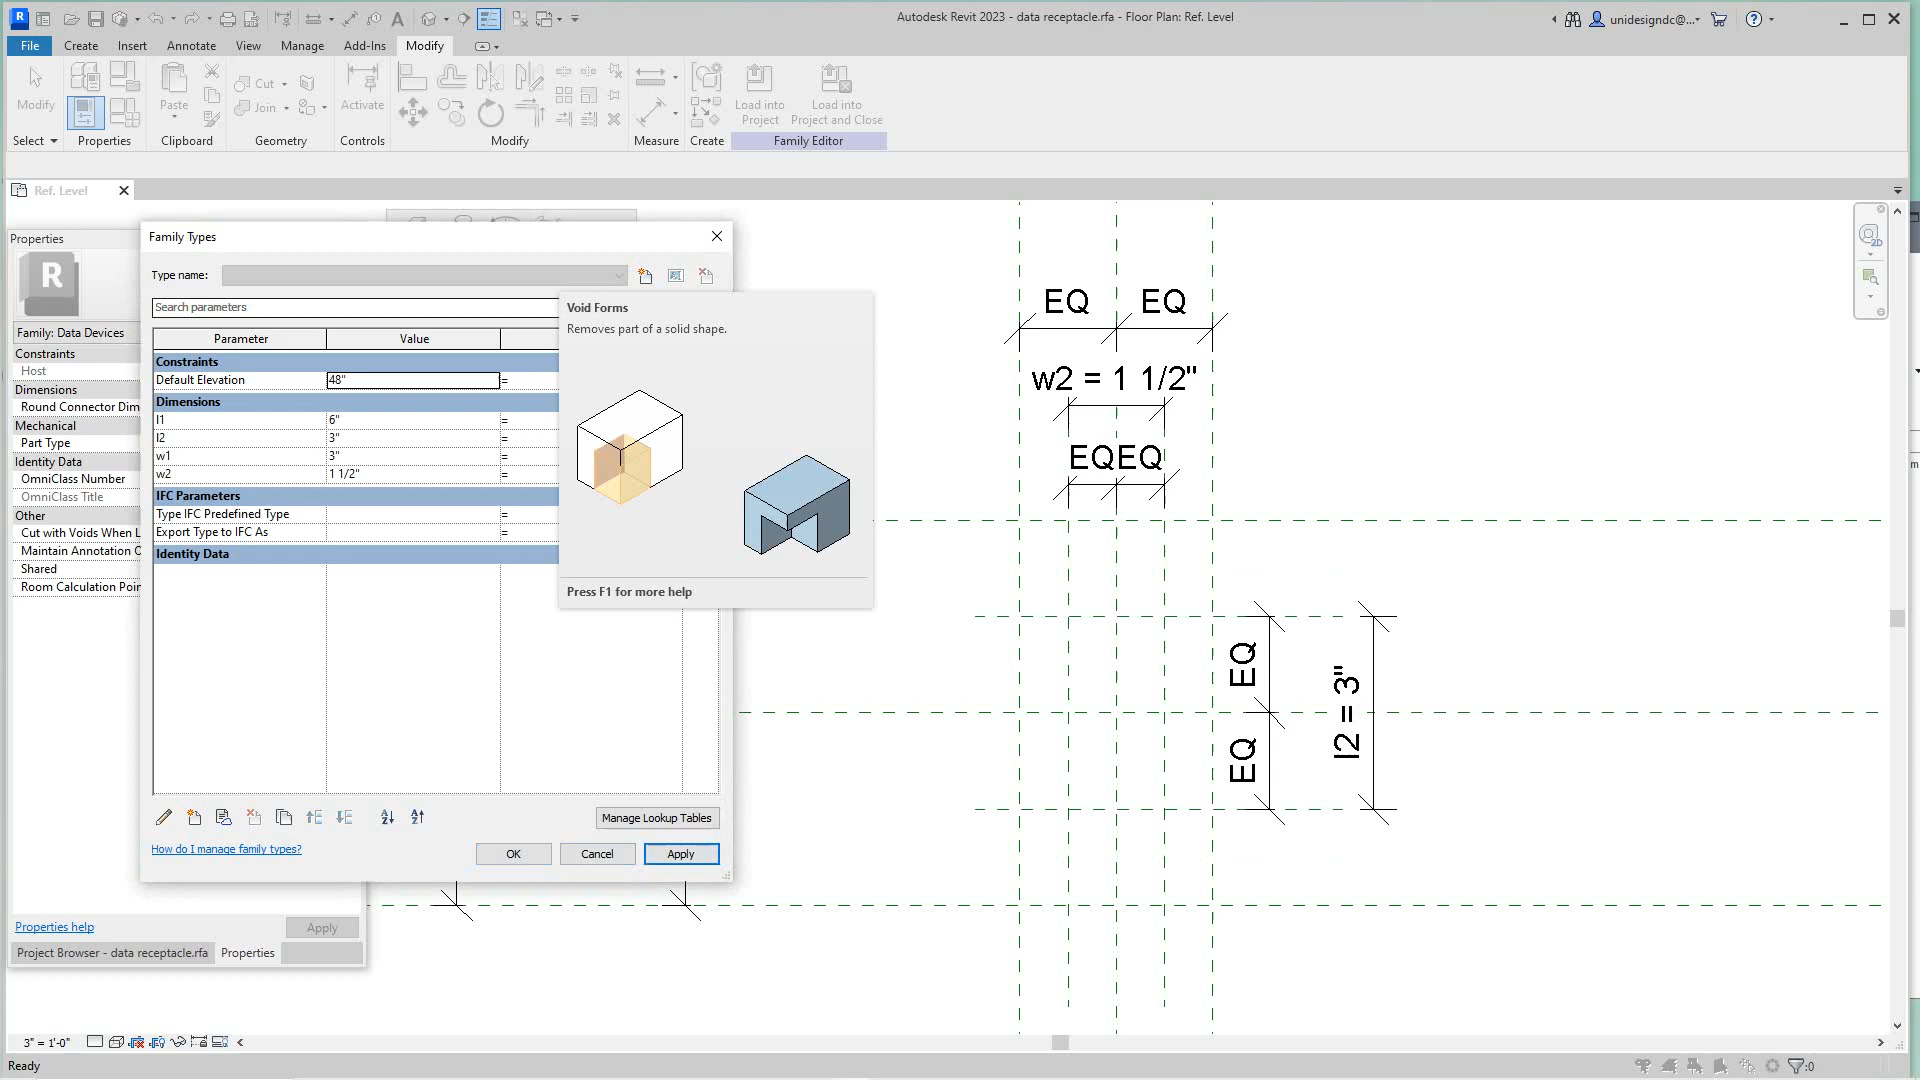 Autodesk Revit 2023 - data receptacle.rfa - Floor Plan: Ref. Level
unidesigndc@...
File
Create
Insert
Annotate
View
Manage
Add-Ins
Modify
Modify
Paste
Cut
Join
Activate
Load into
Project
Load into
Project and Close
Select
Properties
Clipboard
Geometry
Controls
Modify
Measure
Create
Family Editor
Ref. Level
Properties
Family: Data Devices
Constraints
Host
Dimensions
Round Connector Dim
Mechanical
Part Type
Identity Data
OmniClass Number
OmniClass Title
Other
Cut with Voids When L
Maintain Annotation O
Shared
Room Calculation Poin
Properties help
Apply
Project Browser - data receptacle.rfa
Properties
Family Types
Type name:
Search parameters
Parameter
Value
Constraints
Default Elevation 48" =
Dimensions
l1 6" =
l2 3" =
w1 3" =
w2 1 1/2" =
IFC Parameters
Type IFC Predefined Type =
Export Type to IFC As =
Identity Data
Manage Lookup Tables
How do I manage family types?
OK
Cancel
Apply
Void Forms
Removes part of a solid shape.
Press F1 for more help
EQ EQ
w2 = 1 1/2"
EQ EQ
EQ
EQ
l2 = 3"
2D
3" = 1'-0"
Ready
:0